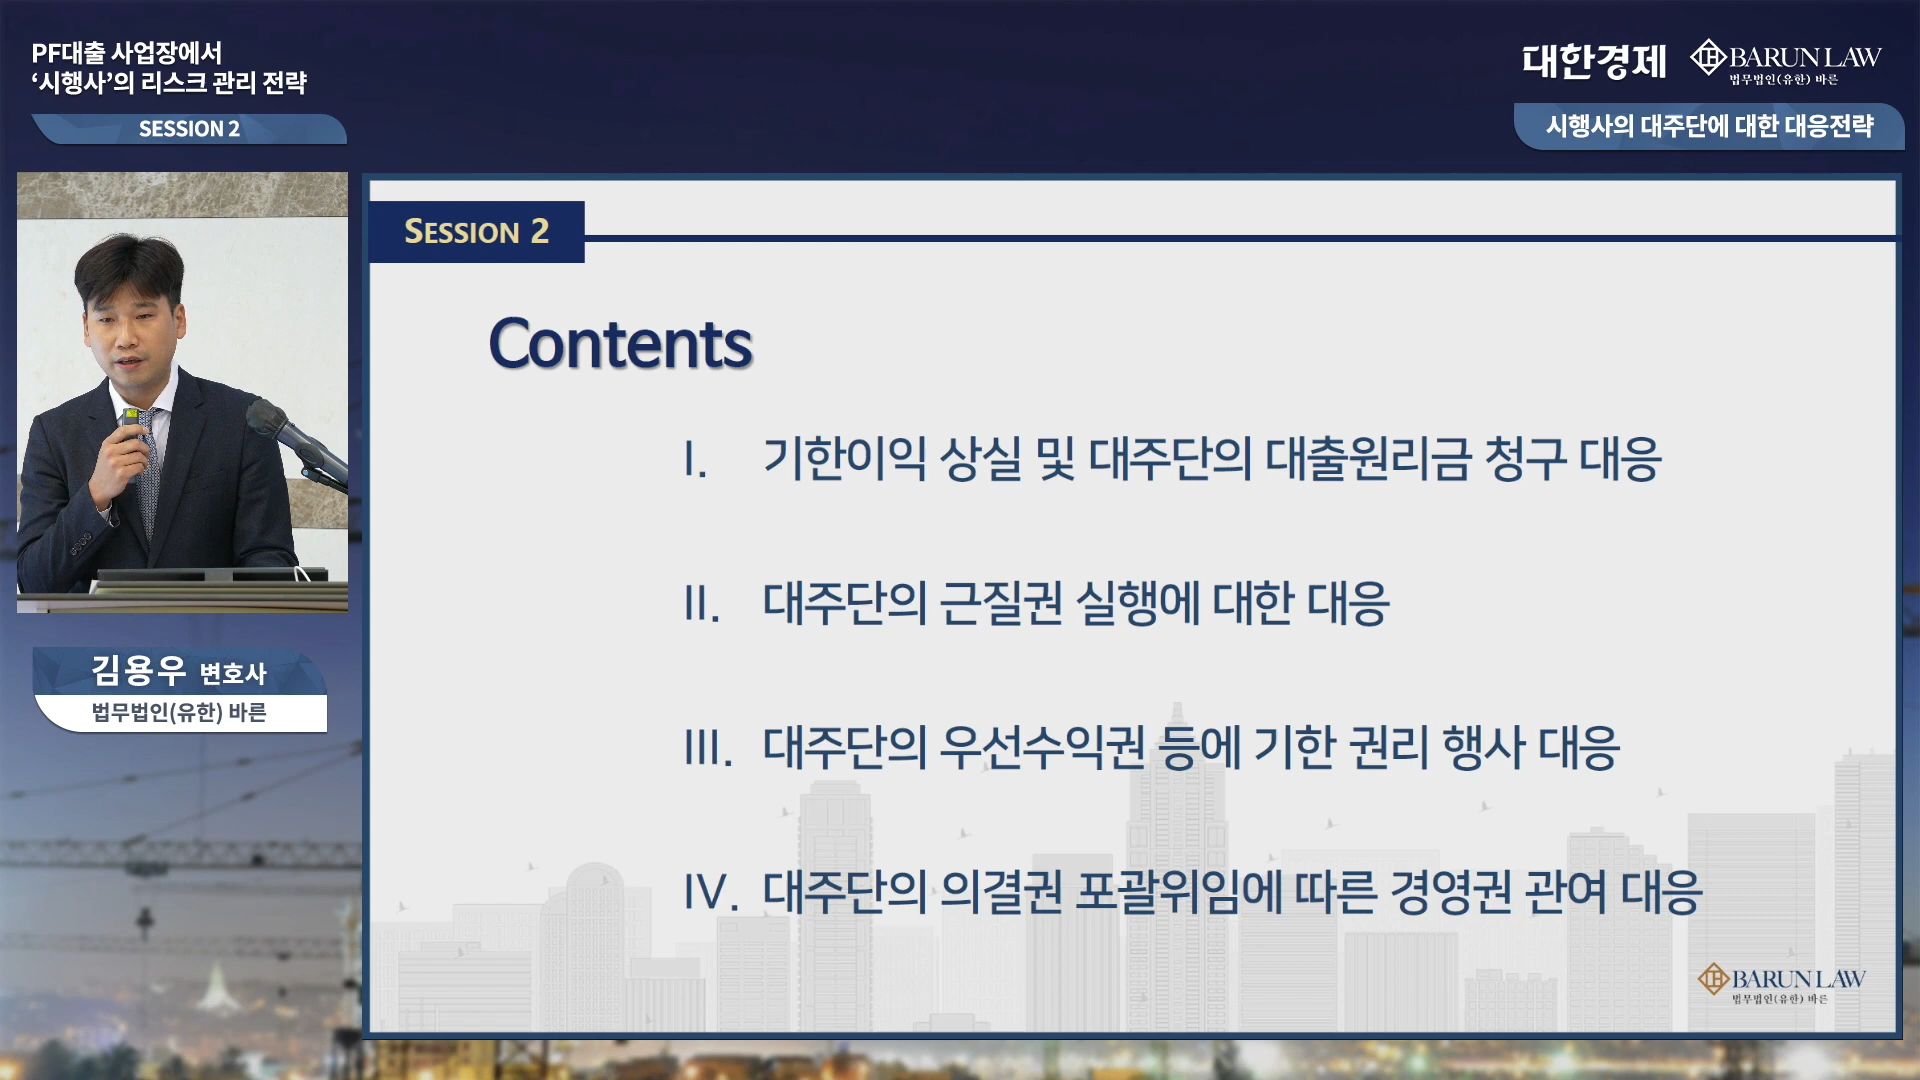 PF대출 사업장에서
‘시행사’의 리스크 관리 전략
SESSION 2
대한경제
BARUN LAW
법무법인(유한) 바른
시행사의 대주단에 대한 대응전략
SESSION 2
Contents
I. 기한이익 상실 및 대주단의 대출원리금 청구 대응
II. 대주단의 근질권 실행에 대한 대응
III. 대주단의 우선수익권 등에 기한 권리 행사 대응
IV. 대주단의 의결권 포괄위임에 따른 경영권 관여 대응
김용우 변호사
법무법인(유한) 바른
BARUN LAW
법무법인(유한) 바른